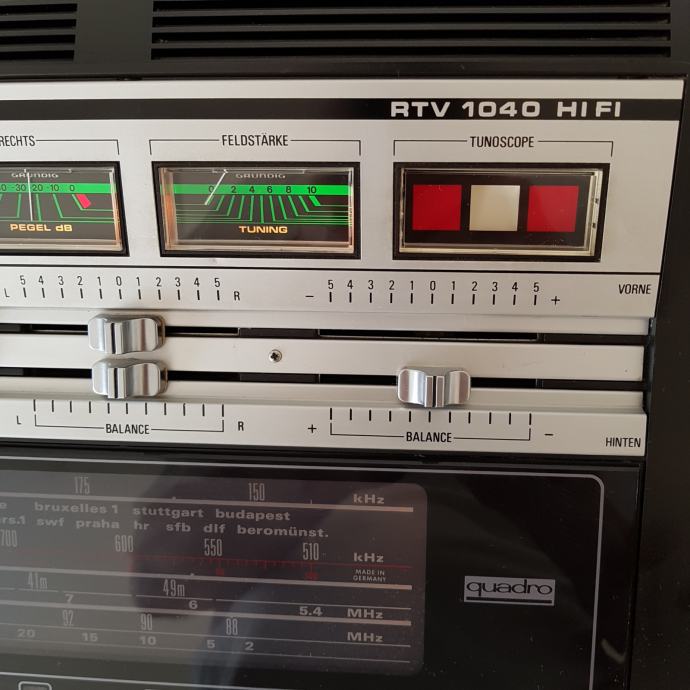 RTV 1040 HIFI
RECHTS
FELDSTÄRKE
TUNOSCOPE
GRUNDIG
-30 -20 -10 0
PEGEL dB
GRUNDIG
0 2 4 6 8 10
TUNING
L 5 4 3 2 1 0 1 2 3 4 5 R
- 5 4 3 2 1 0 1 2 3 4 5 +
VORNE
L BALANCE R
+ BALANCE -
HINTEN
175 150 kHz
bruxelles 1 stuttgart budapest
swf praha hr sfb dlf beromünst.
600 550 510 kHz
MADE IN
GERMANY
41m 49m
7 6 5.4 MHz
92 90 88 MHz
20 15 10 5 2
quadro